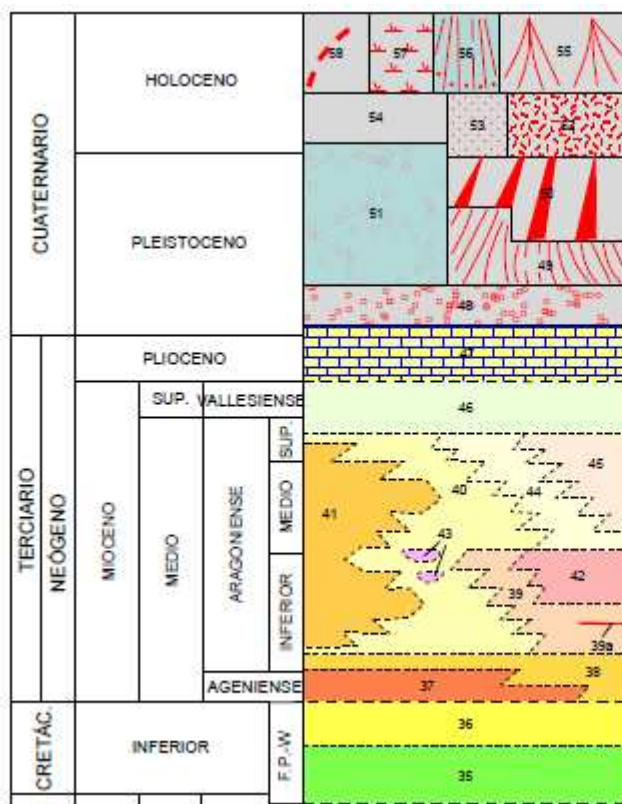 CUATERNARIO
HOLOCENO
58
57
56
55
54
53
52
PLEISTOCENO
51
50
49
48
TERCIARIO
NEÓGENO
PLIOCENO
47
MIOCENO
SUP.
VALLESIENSE
46
MEDIO
ARAGONIENSE
SUP.
MEDIO
INFERIOR
41
40
44
45
43
42
39
39a
AGENIENSE
37
38
CRETÁC.
INFERIOR
F.P.-W
36
35